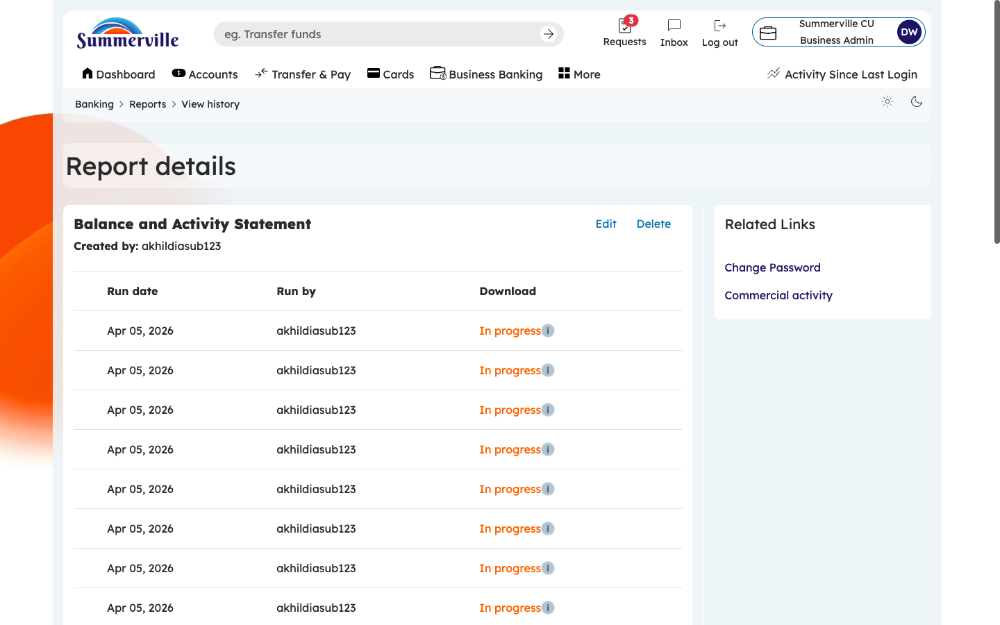 Summerville
eg. Transfer funds
3
Requests
Inbox
Log out
Summerville CU
Business Admin
DW
Dashboard
Accounts
Transfer & Pay
Cards
Business Banking
More
Activity Since Last Login
Banking > Reports > View history
Report details
Balance and Activity Statement
Edit
Delete
Created by: akhildiasub123
Run date Run by Download
Apr 05, 2026 akhildiasub123 In progress i
Apr 05, 2026 akhildiasub123 In progress i
Apr 05, 2026 akhildiasub123 In progress i
Apr 05, 2026 akhildiasub123 In progress i
Apr 05, 2026 akhildiasub123 In progress i
Apr 05, 2026 akhildiasub123 In progress i
Apr 05, 2026 akhildiasub123 In progress i
Apr 05, 2026 akhildiasub123 In progress i
Related Links
Change Password
Commercial activity